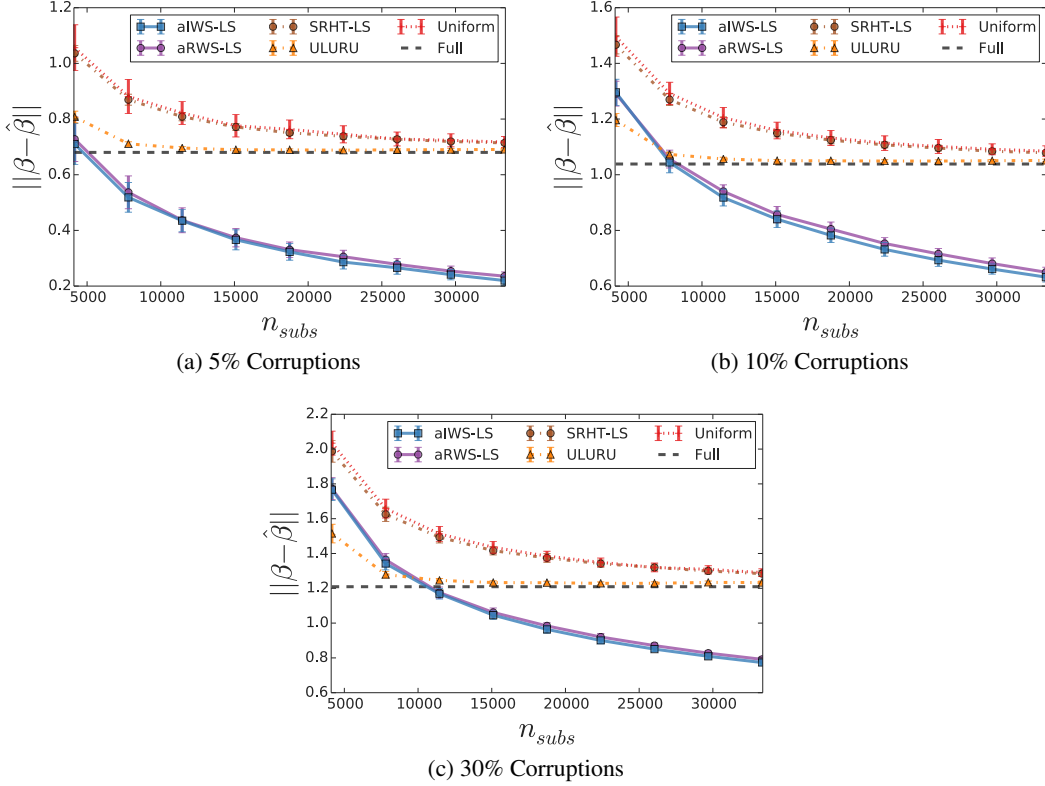 1.2
1.0
0.8
0.6
0.4
0.2
||β−β̂||
aIWS-LS SRHT-LS Uniform
aRWS-LS ULURU Full
5000 10000 15000 20000 25000 30000
n_subs
(a) 5% Corruptions
1.6
1.4
1.2
1.0
0.8
0.6
||β−β̂||
aIWS-LS SRHT-LS Uniform
aRWS-LS ULURU Full
5000 10000 15000 20000 25000 30000
n_subs
(b) 10% Corruptions
2.2
2.0
1.8
1.6
1.4
1.2
1.0
0.8
0.6
||β−β̂||
aIWS-LS SRHT-LS Uniform
aRWS-LS ULURU Full
5000 10000 15000 20000 25000 30000
n_subs
(c) 30% Corruptions